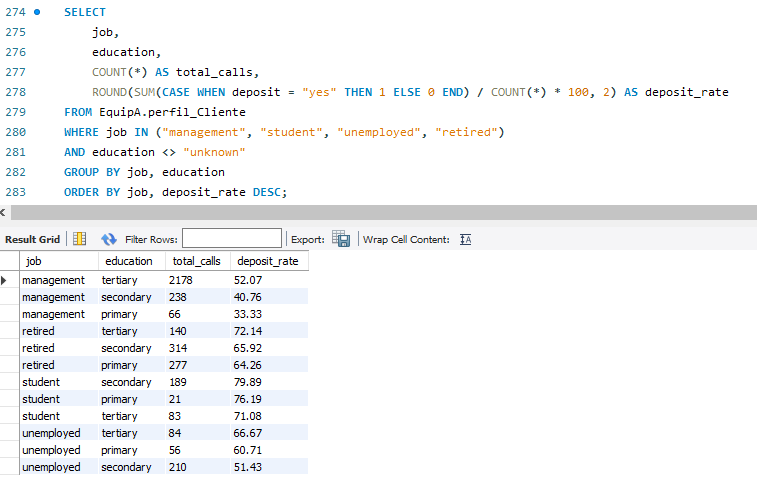 274 SELECT
275 job,
276 education,
277 COUNT(*) AS total_calls,
278 ROUND(SUM(CASE WHEN deposit = "yes" THEN 1 ELSE 0 END) / COUNT(*) * 100, 2) AS deposit_rate
279 FROM EquipA.perfil_Cliente
280 WHERE job IN ("management", "student", "unemployed", "retired")
281 AND education <> "unknown"
282 GROUP BY job, education
283 ORDER BY job, deposit_rate DESC;
Result Grid Filter Rows: Export: Wrap Cell Content:
job education total_calls deposit_rate
management tertiary 2178 52.07
management secondary 238 40.76
management primary 66 33.33
retired tertiary 140 72.14
retired secondary 314 65.92
retired primary 277 64.26
student secondary 189 79.89
student primary 21 76.19
student tertiary 83 71.08
unemployed tertiary 84 66.67
unemployed primary 56 60.71
unemployed secondary 210 51.43